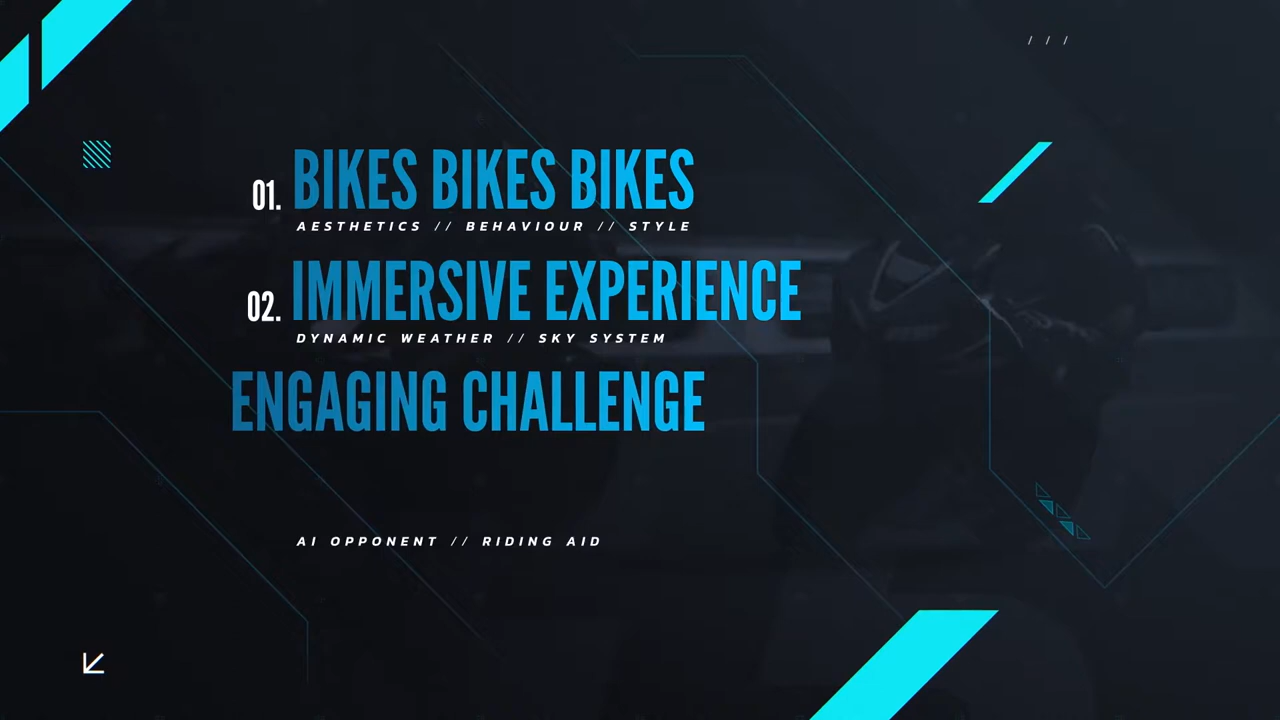 / / /
01. BIKES BIKES BIKES
AESTHETICS // BEHAVIOUR // STYLE
02. IMMERSIVE EXPERIENCE
DYNAMIC WEATHER // SKY SYSTEM
ENGAGING CHALLENGE
AI OPPONENT // RIDING AID